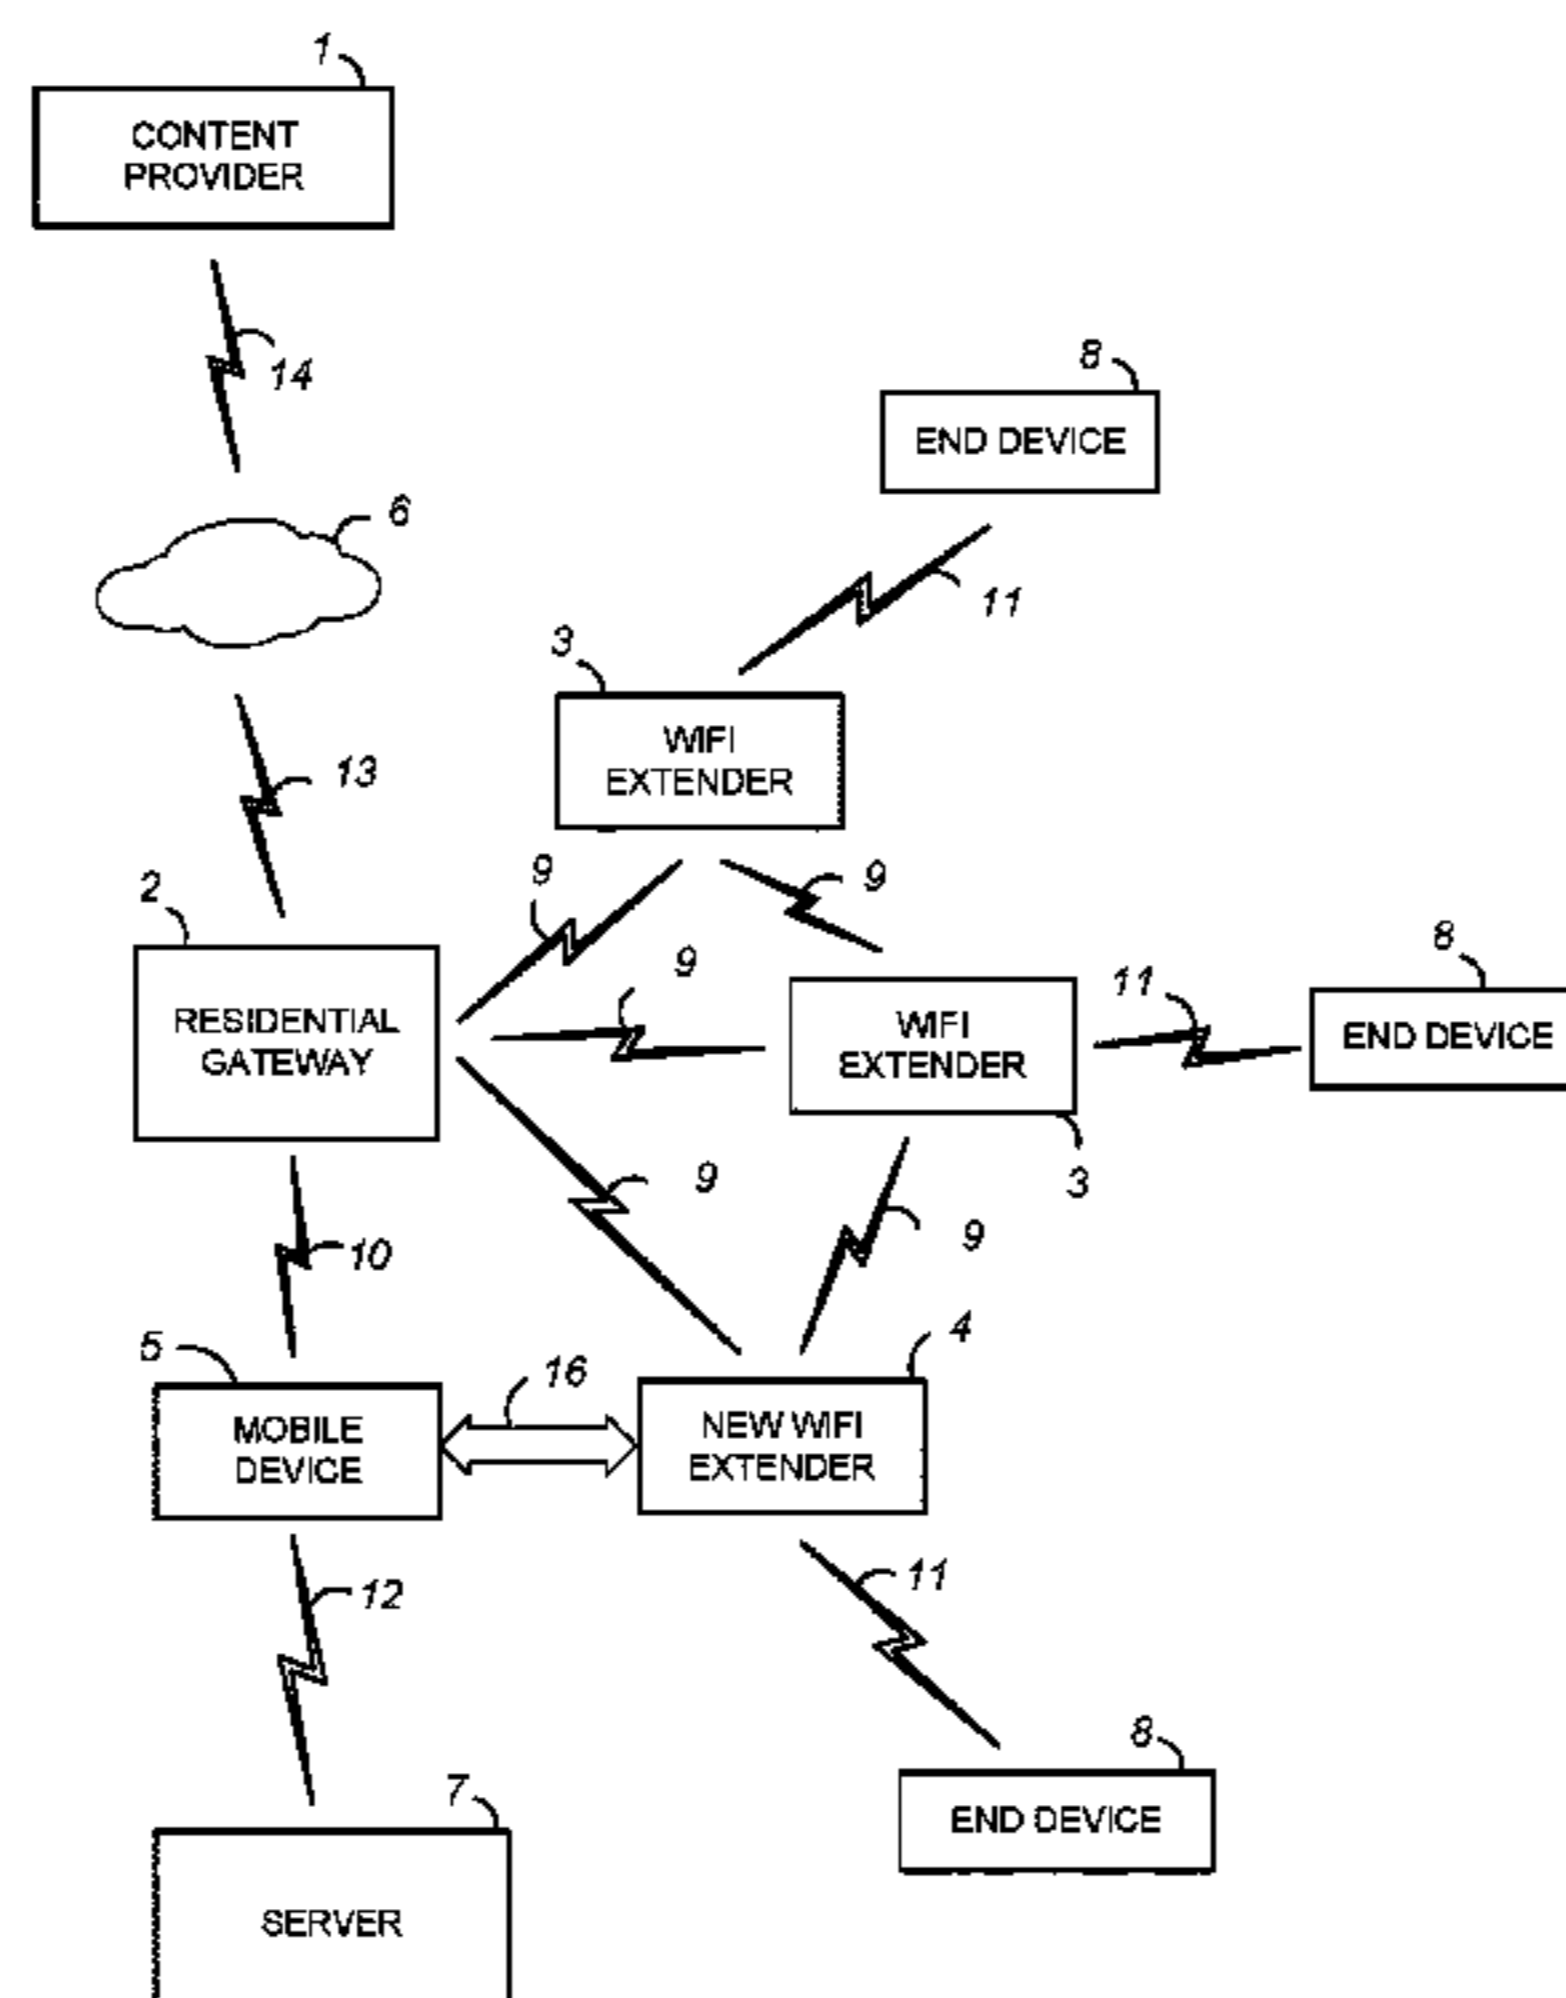 1
CONTENT
PROVIDER
14
8
END DEVICE
6
11
3
WIFI
EXTENDER
13
9
9
2
9
8
11
RESIDENTIAL
GATEWAY
WIFI
EXTENDER
END DEVICE
9
3
10
9
4
5
16
MOBILE
DEVICE
NEW WIFI
EXTENDER
12
11
8
7
END DEVICE
SERVER